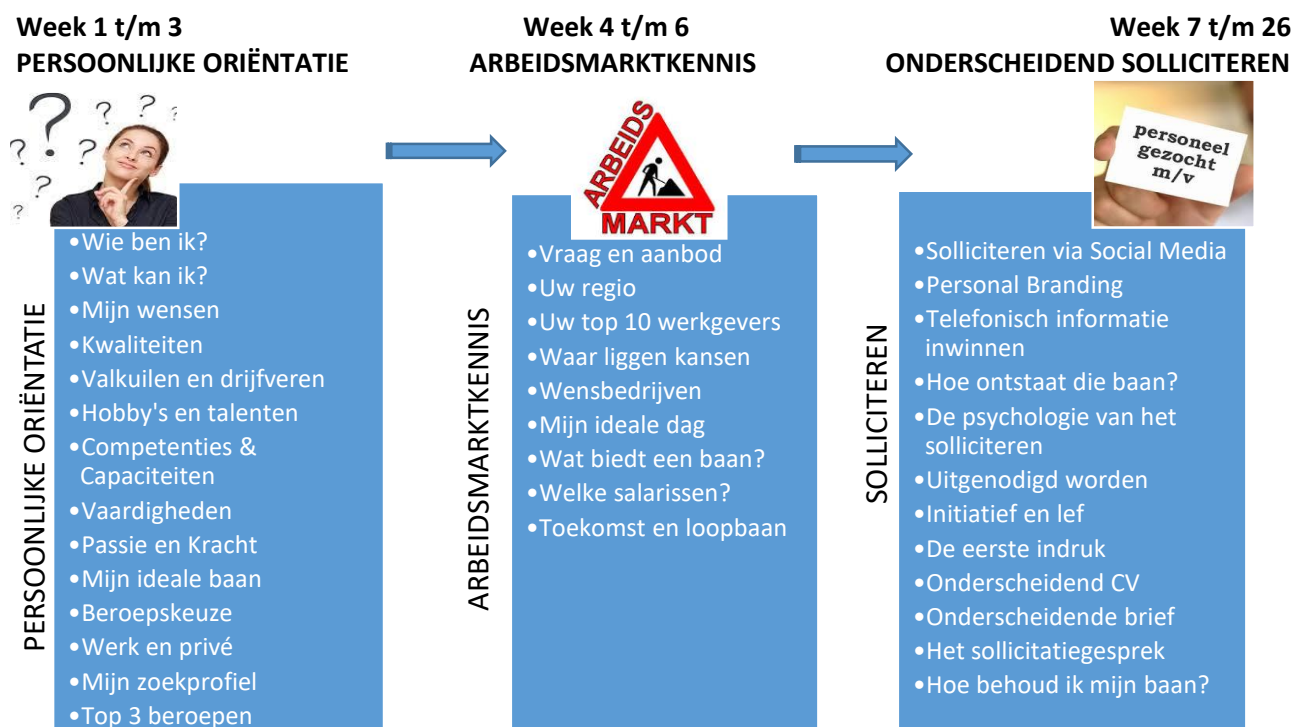 Week 1 t/m 3
PERSOONLIJKE ORIËNTATIE
Week 4 t/m 6
ARBEIDSMARKTKENNIS
Week 7 t/m 26
ONDERSCHEIDEND SOLLICITEREN
? ? ? ? ? ? ? ?
ARBEIDS
MARKT
personeel
gezocht
m/v
PERSOONLIJKE ORIËNTATIE
•Wie ben ik?
•Wat kan ik?
•Mijn wensen
•Kwaliteiten
•Valkuilen en drijfveren
•Hobby's en talenten
•Competenties &
Capaciteiten
•Vaardigheden
•Passie en Kracht
•Mijn ideale baan
•Beroepskeuze
•Werk en privé
•Mijn zoekprofiel
•Top 3 beroepen
ARBEIDSMARKTKENNIS
•Vraag en aanbod
•Uw regio
•Uw top 10 werkgevers
•Waar liggen kansen
•Wensbedrijven
•Mijn ideale dag
•Wat biedt een baan?
•Welke salarissen?
•Toekomst en loopbaan
SOLLICITEREN
•Solliciteren via Social Media
•Personal Branding
•Telefonisch informatie
inwinnen
•Hoe ontstaat die baan?
•De psychologie van het
solliciteren
•Uitgenodigd worden
•Initiatief en lef
•De eerste indruk
•Onderscheidend CV
•Onderscheidende brief
•Het sollicitatiegesprek
•Hoe behoud ik mijn baan?